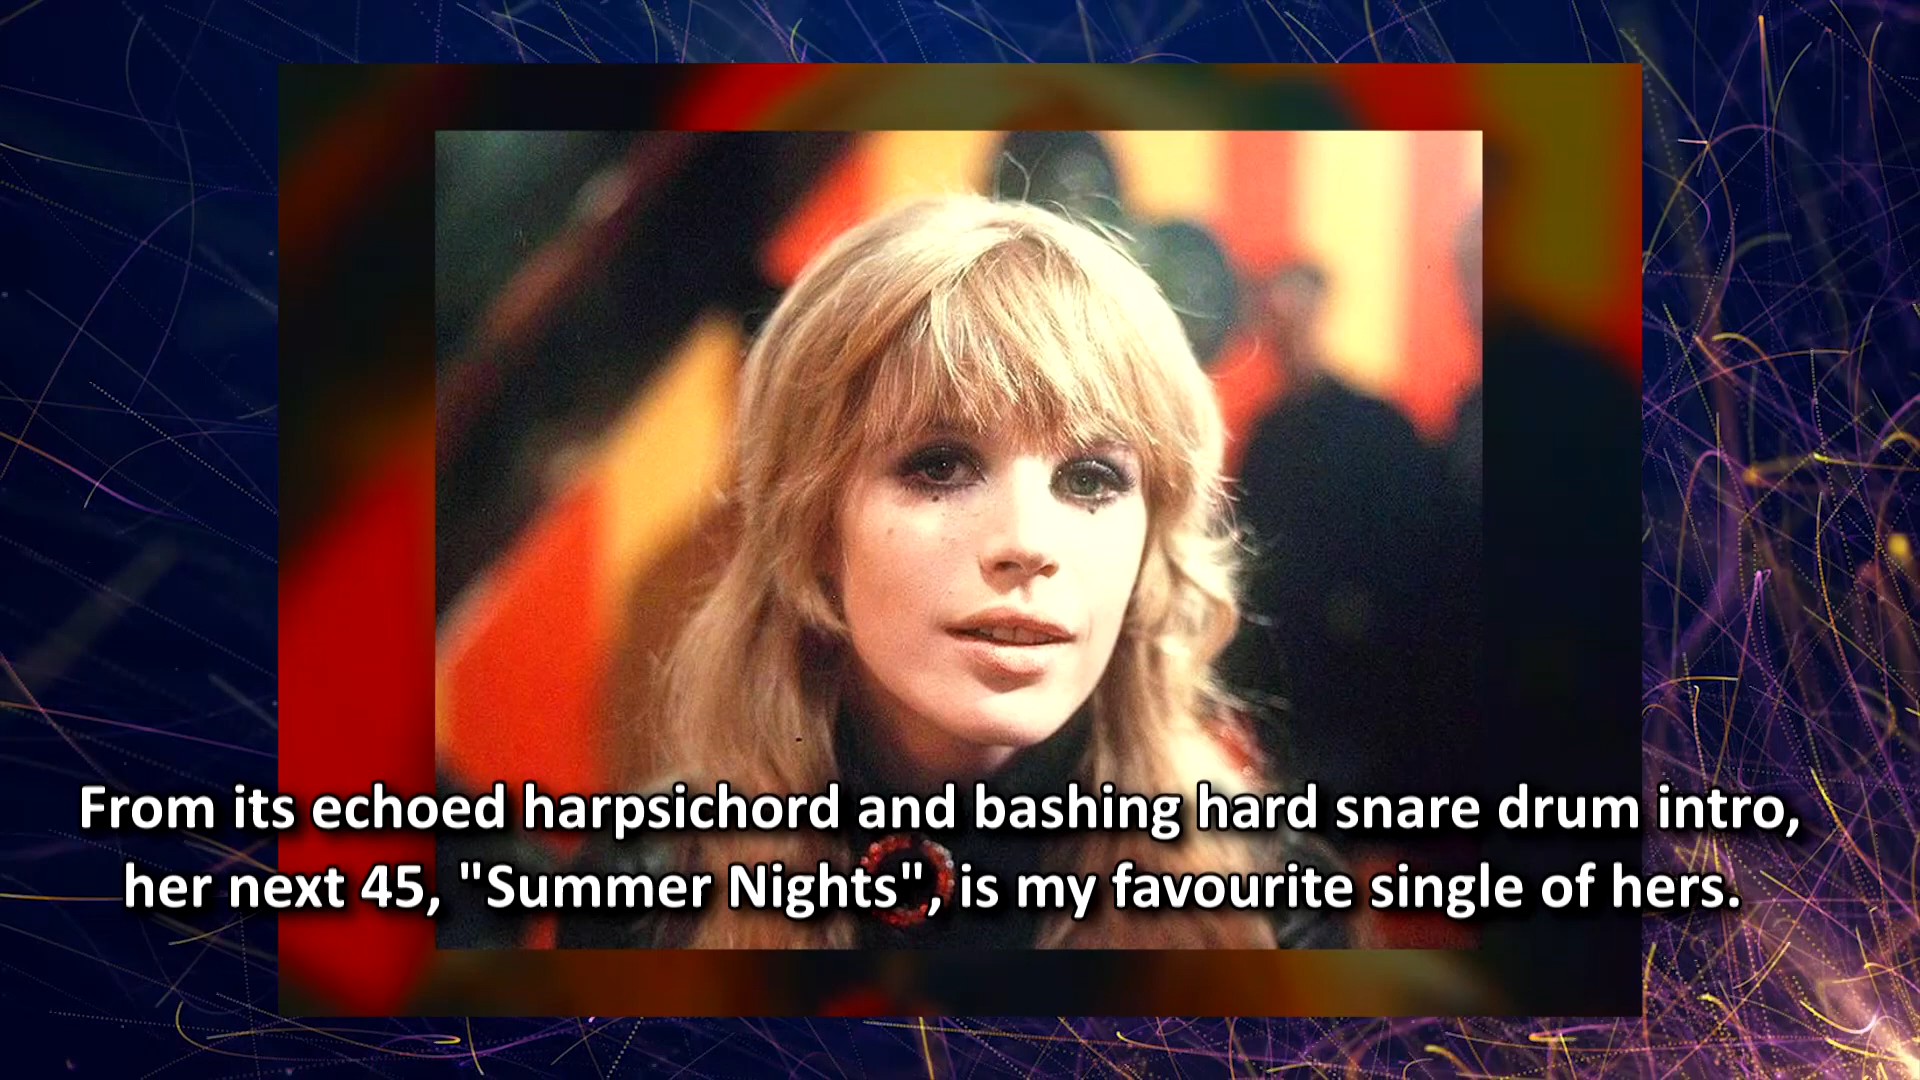 From its echoed harpsichord and bashing hard snare drum intro,
her next 45, "Summer Nights", is my favourite single of hers.